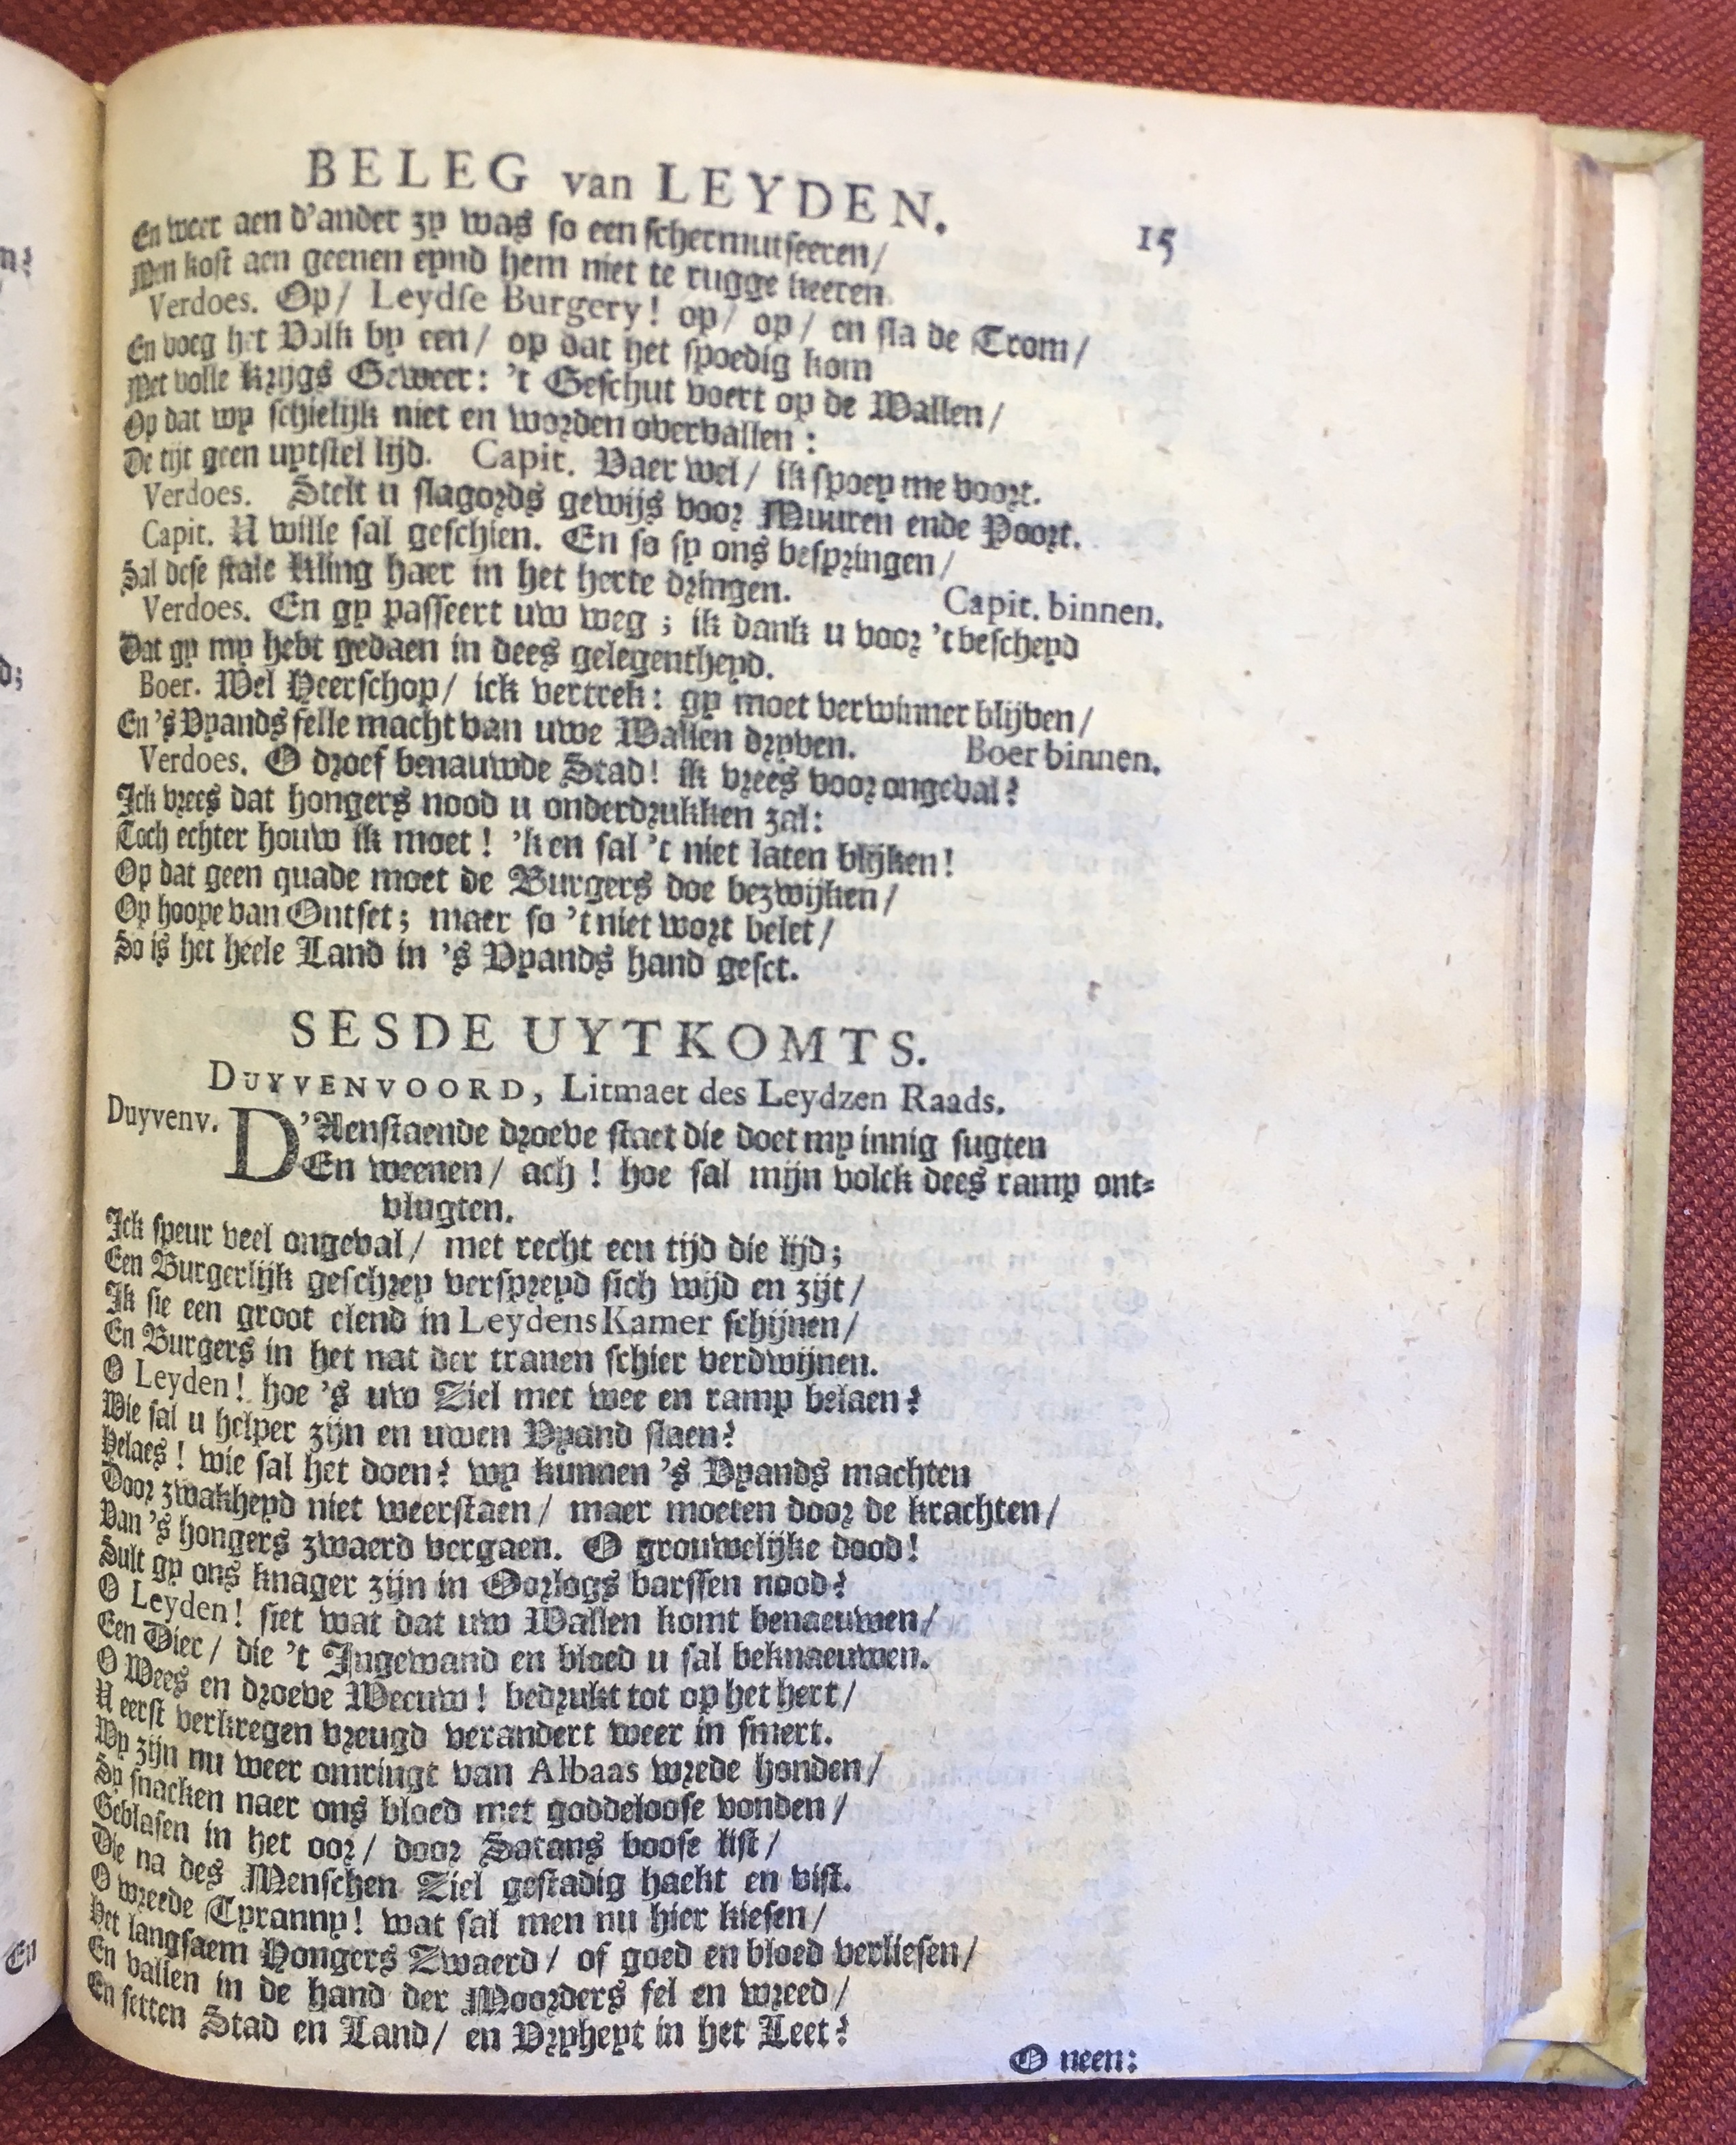 BELEG van LEYDEN. 15
En weer aen d'ander zy was so een schermutseeren/
Men kost aen geenen eynd hem niet te rugge keeren.
Verdoes. Op/ Leydse Burgery! op/ op/ en sla de Trom/
En voeg het Volk by een/ op dat het spoedig kom
Met volle krijgs Geweer: 't Geschut voert op de Wallen/
Op dat wy schielijk niet en worden overvallen:
De tijt geen uytstel lijd. Capit. Vaer wel/ ik spoey me voort.
Verdoes. Stelt u slagords gewijs voor Muuren ende Poort.
Capit. U wille sal geschien. En so sy ons bespringen/
Sal dese stale kling haer in het herte dringen. Capit. binnen.
Verdoes. En gy passeert uw weg; ik dank u voor 't bescheyd
Dat gy my hebt gedaen in dees gelegentheyd.
Boer. Wel Heerschop/ ick vertrek: gy moet verwinner blijven/
En 's Vyands felle macht van uwe Wallen dryven. Boer binnen.
Verdoes. O droef benauwde Stad! ik vrees voor ongeval?
Ick vrees dat hongers nood u onderdrukken zal:
Toch echter houw ik moet! 'k en sal 't niet laten blijken!
Op dat geen quade moet de Burgers doe bezwijken/
Op hoope van Ontset; maer so 't niet wort belet/
So is het heele Land in 's Vyands hand geset.
SESDE UYTKOMTS.
DUYVENVOORD, Litmaet des Leydzen Raads.
Duyvenv. D'Aenstaende droeve staet die doet my innig sugten
En weenen/ ach! hoe sal mijn volck dees ramp ont-
vlugten.
Ick speur veel ongeval/ met recht een tijd die lijd;
Een Burgerlijk geschrey verspreyd sich wijd en zijt/
Ik sie een groot elend in Leydens Kamer schijnen/
En Burgers in het nat der tranen schier verdwijnen.
O Leyden! hoe 's uw Ziel met wee en ramp belaen?
Wie sal u helper zijn en uwen Vyand slaen?
Helaes! wie sal het doen? wy kunnen 's Vyands machten
Door zwakheyd niet weerstaen/ maer moeten door de krachten/
Van 's hongers zwaerd vergaen. O grouwelijke dood!
Sult gy ons knager zijn in Oorlogs barssen nood?
O Leyden! siet wat dat uw Wallen komt benaeuwen/
Een Dier/ die 't Ingewand en bloed u sal beknaeuwen.
O Wees en droeve Weeuw! bedrukt tot op het hert/
U eerst verkregen vreugd verandert weer in smert.
Wy zijn nu weer omringt van Albaas wrede honden/
Sy snacken naer ons bloed met goddeloose vonden/
Geblasen in het oor/ door Satans boose list/
Die na des Menschen Ziel gestadig haekt en vist.
O wreede Tyranny! wat sal men nu hier kiesen/
Het langsaem Hongers Zwaerd/ of goed en bloed verliesen/
En vallen in de hand der Moorders fel en wreed/
En setten Stad en Land/ en Vryheyt in het Leet?
O neen: